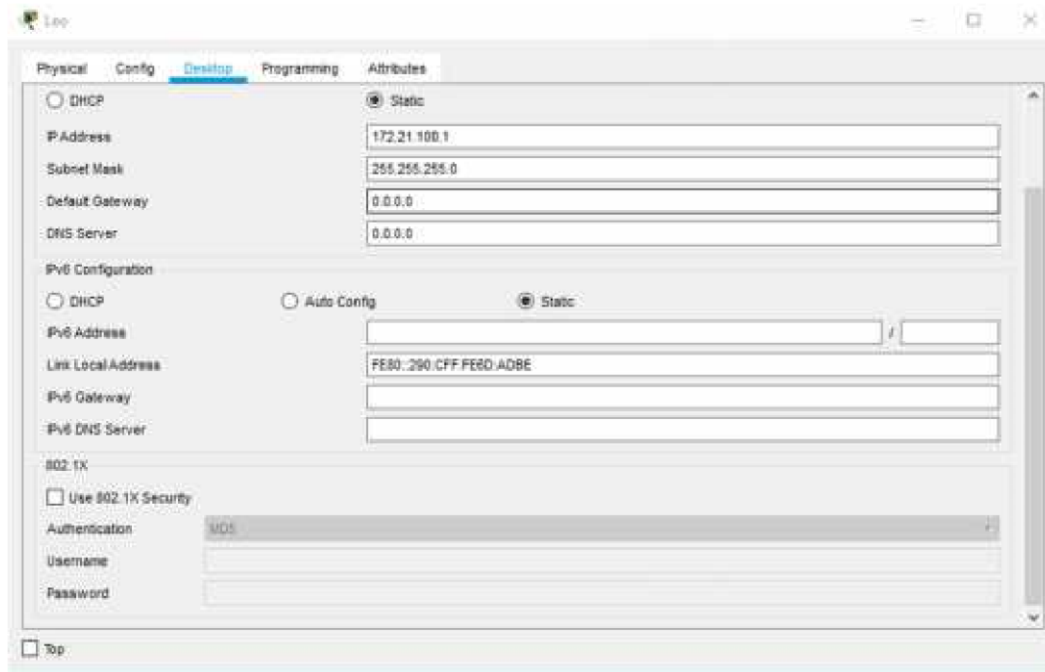 Leo
Physical Config Desktop Programming Attributes
DHCP Static
IP Address 172.21.100.1
Subnet Mask 255.255.255.0
Default Gateway 0.0.0.0
DNS Server 0.0.0.0
IPv6 Configuration
DHCP Auto Config Static
IPv6 Address /
Link Local Address FE80::290:CFF:FE6D:ADBE
IPv6 Gateway
IPv6 DNS Server
802.1X
Use 802.1X Security
Authentication MD5
Username
Password
Top